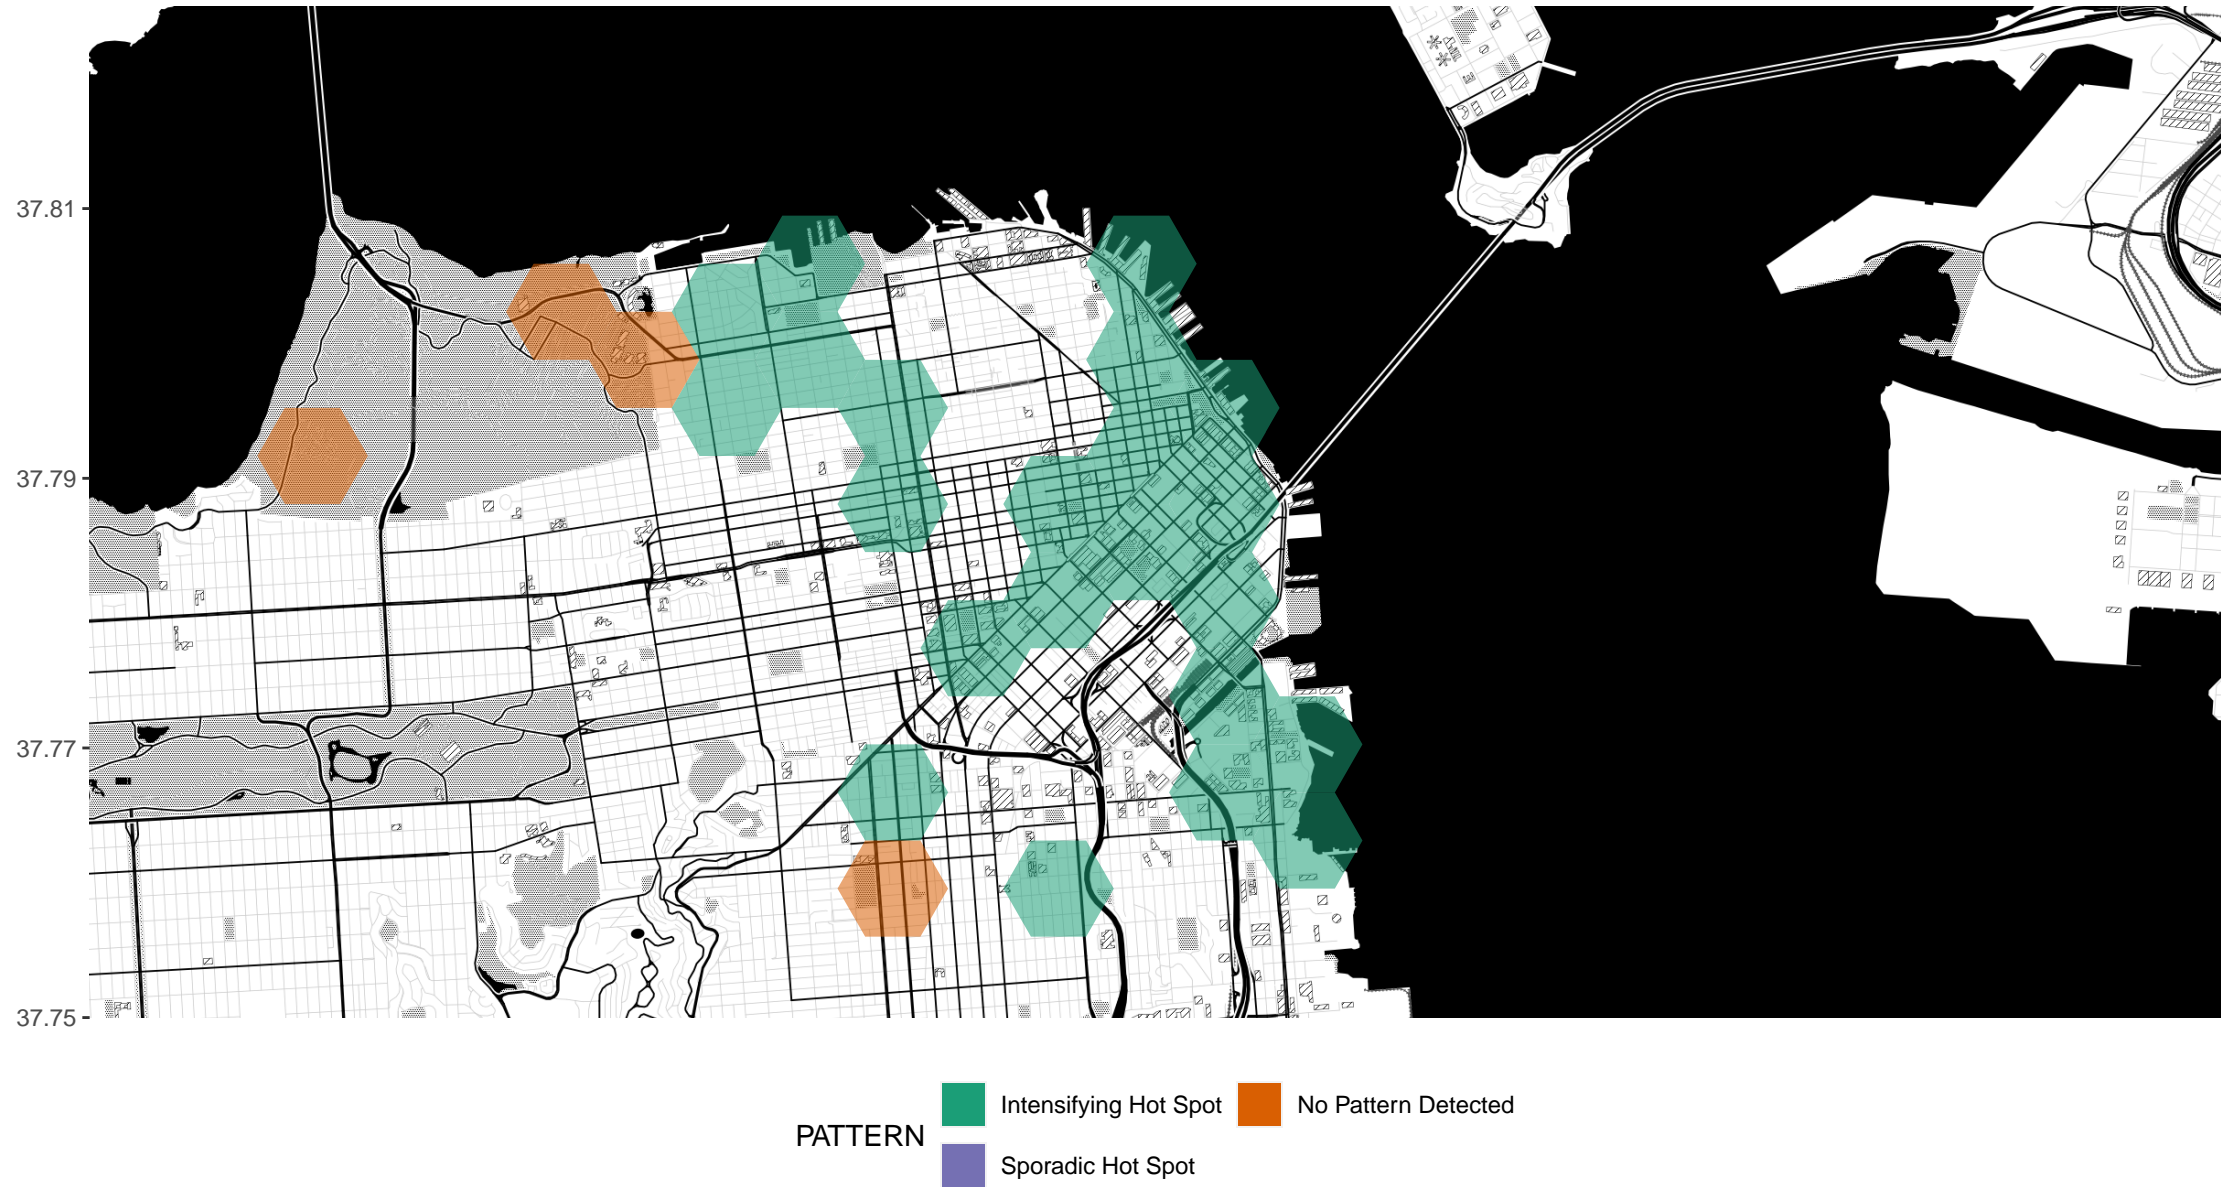 37.81
37.79
37.77
37.75
PATTERN
Intensifying Hot Spot
No Pattern Detected
Sporadic Hot Spot